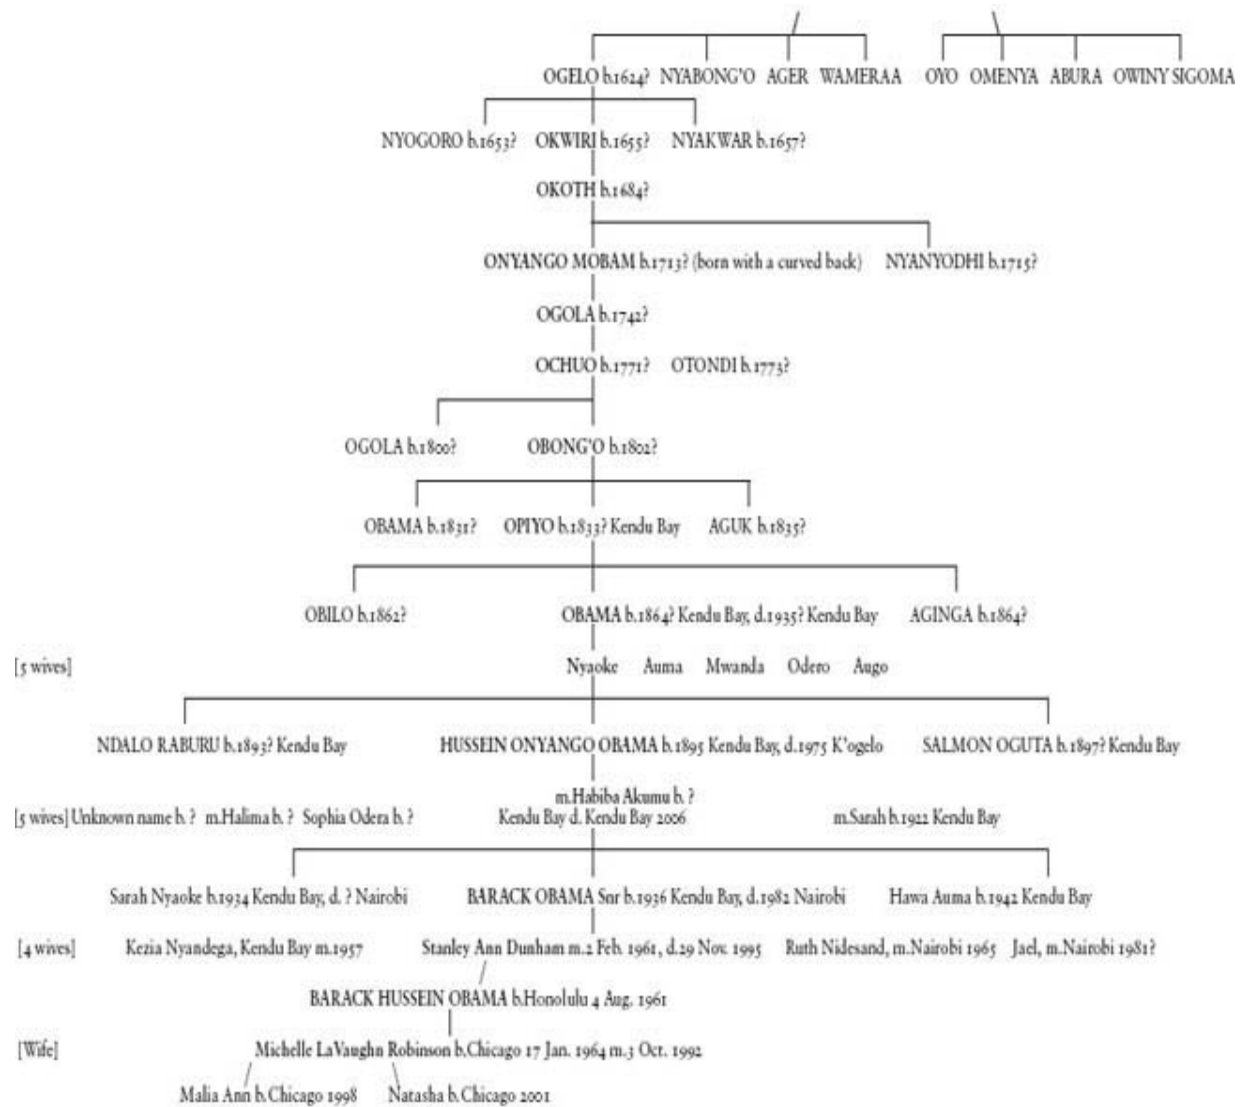 OGELO b.1624? NYABONG'O AGER WAMERAA OYO OMENYA ABURA OWINY SIGOMA
NYOGORO b.1653? OKWIRI b.1655? NYAKWAR b.1657?
OKOTH b.1684?
ONYANGO MOBAM b.1713? (born with a curved back) NYANYODHI b.1715?
OGOLA b.1742?
OCHUO b.1771? OTONDI b.1773?
OGOLA b.1800? OBONG'O b.1802?
OBAMA b.1831? OPIYO b.1833? Kendu Bay AGUK b.1835?
OBILO b.1862? OBAMA b.1864? Kendu Bay, d.1935? Kendu Bay AGINGA b.1864?
[5 wives] Nyaoke Auma Mwanda Odero Augo
NDALO RABURU b.1893? Kendu Bay HUSSEIN ONYANGO OBAMA b.1895 Kendu Bay, d.1975 K'ogelo SALMON OGUTA b.1897? Kendu Bay
m.Habiba Akumu b. ?
[5 wives] Unknown name b. ? m.Halima b. ? Sophia Odera b. ? Kendu Bay d. Kendu Bay 2006 m.Sarah b.1922 Kendu Bay
Sarah Nyaoke b.1934 Kendu Bay, d. ? Nairobi BARACK OBAMA Snr b.1936 Kendu Bay, d.1982 Nairobi Hawa Auma b.1942 Kendu Bay
[4 wives] Kezia Nyandega, Kendu Bay m.1957 Stanley Ann Dunham m.2 Feb. 1961, d.29 Nov. 1995 Ruth Nidesand, m.Nairobi 1965 Jael, m.Nairobi 1981?
BARACK HUSSEIN OBAMA b.Honolulu 4 Aug. 1961
[Wife] Michelle LaVaughn Robinson b.Chicago 17 Jan. 1964 m.3 Oct. 1992
Malia Ann b. Chicago 1998 Natasha b. Chicago 2001